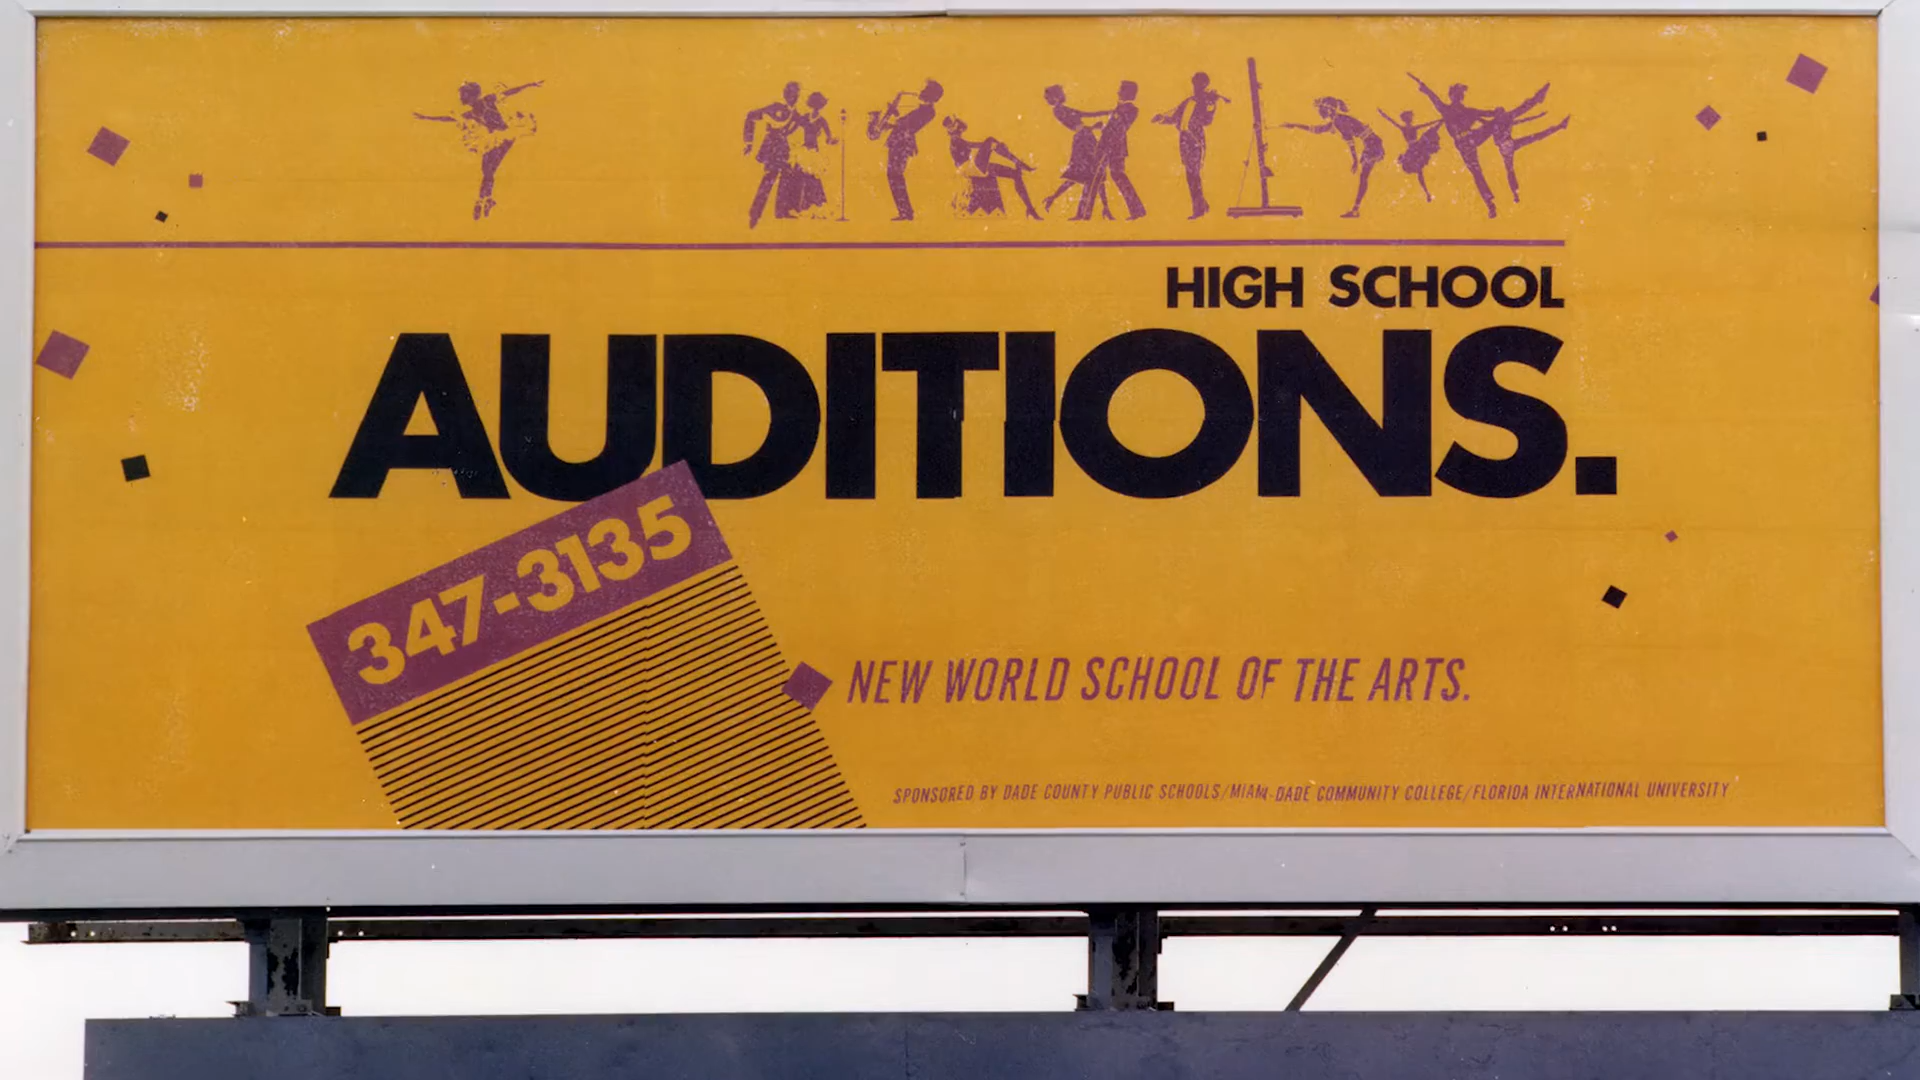 HIGH SCHOOL
AUDITIONS.
347-3135
NEW WORLD SCHOOL OF THE ARTS.
SPONSORED BY DADE COUNTY PUBLIC SCHOOLS/MIAMI-DADE COMMUNITY COLLEGE/FLORIDA INTERNATIONAL UNIVERSITY